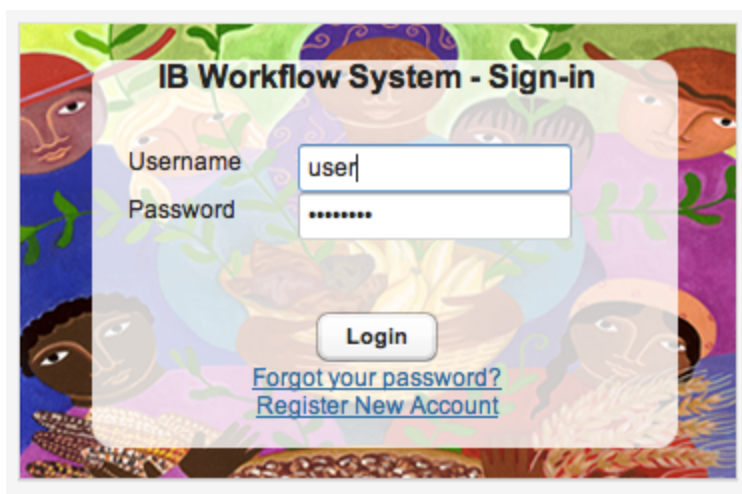 IB Workflow System - Sign-in
Username
user
Password
••••••••
Login
Forgot your password?
Register New Account